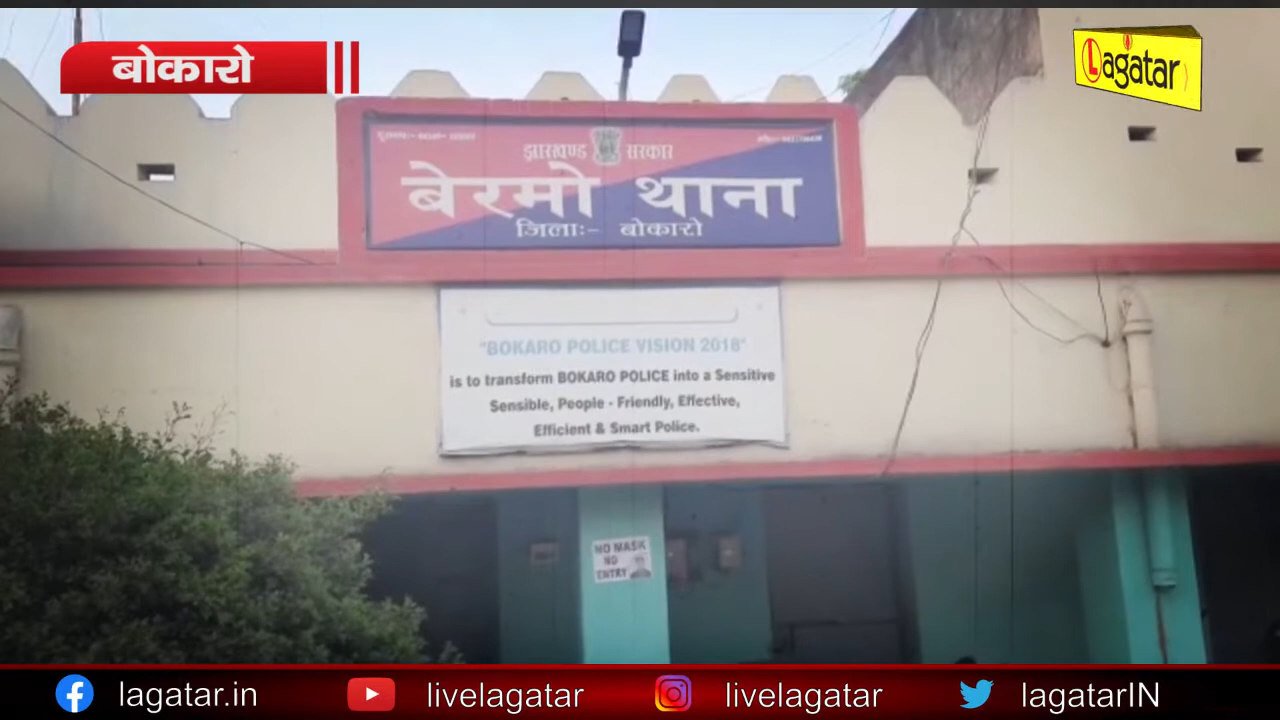 बोकारो
Lagatar
झारखण्ड सरकार
बेरमो थाना
जिलाः- बोकारो
"BOKARO POLICE VISION 2018"
is to transform BOKARO POLICE into a Sensitive
Sensible, People - Friendly, Effective,
Efficient & Smart Police.
NO MASK
NO
ENTRY
lagatar.in
livelagatar
livelagatar
lagatarIN